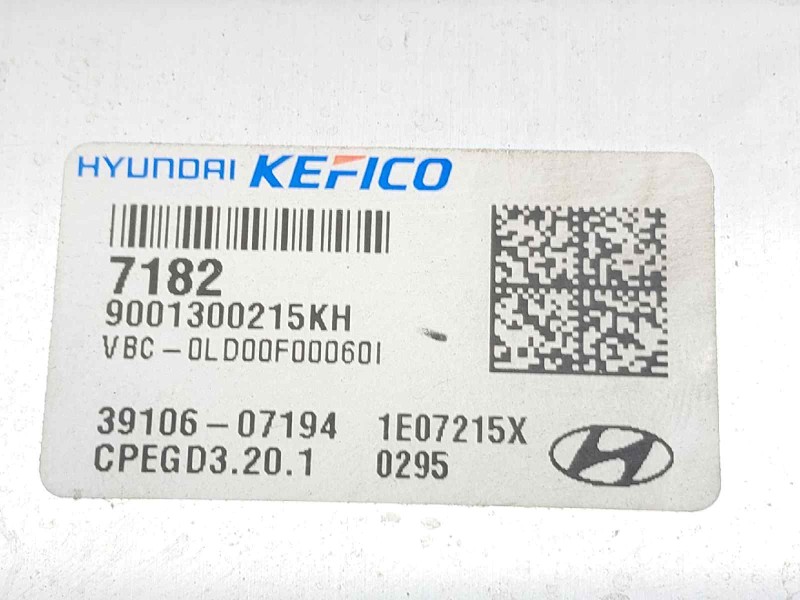 HYUNDAI KEFICO
7182
9001300215KH
VBC-0LD00F00060I
39106-07194 1E07215X
CPEGD3.20.1 0295